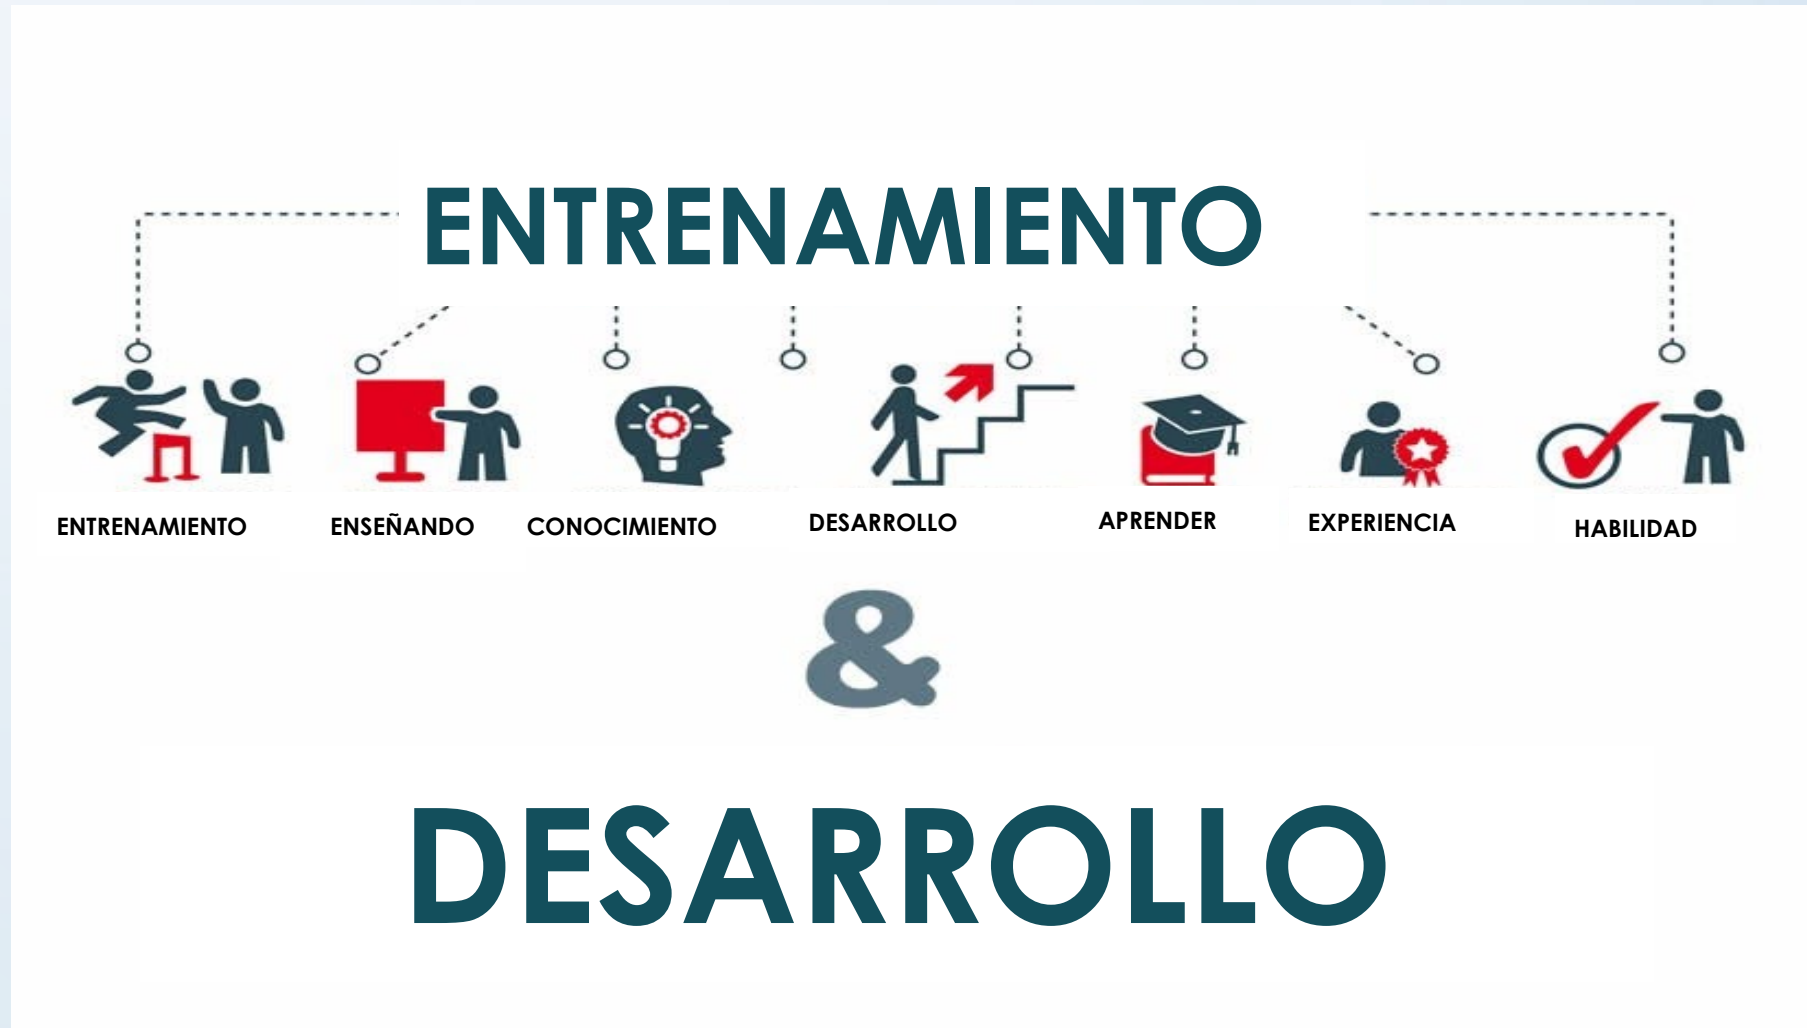 ENTRENAMIENTO
ENTRENAMIENTO ENSEÑANDO CONOCIMIENTO DESARROLLO APRENDER EXPERIENCIA HABILIDAD
&
DESARROLLO